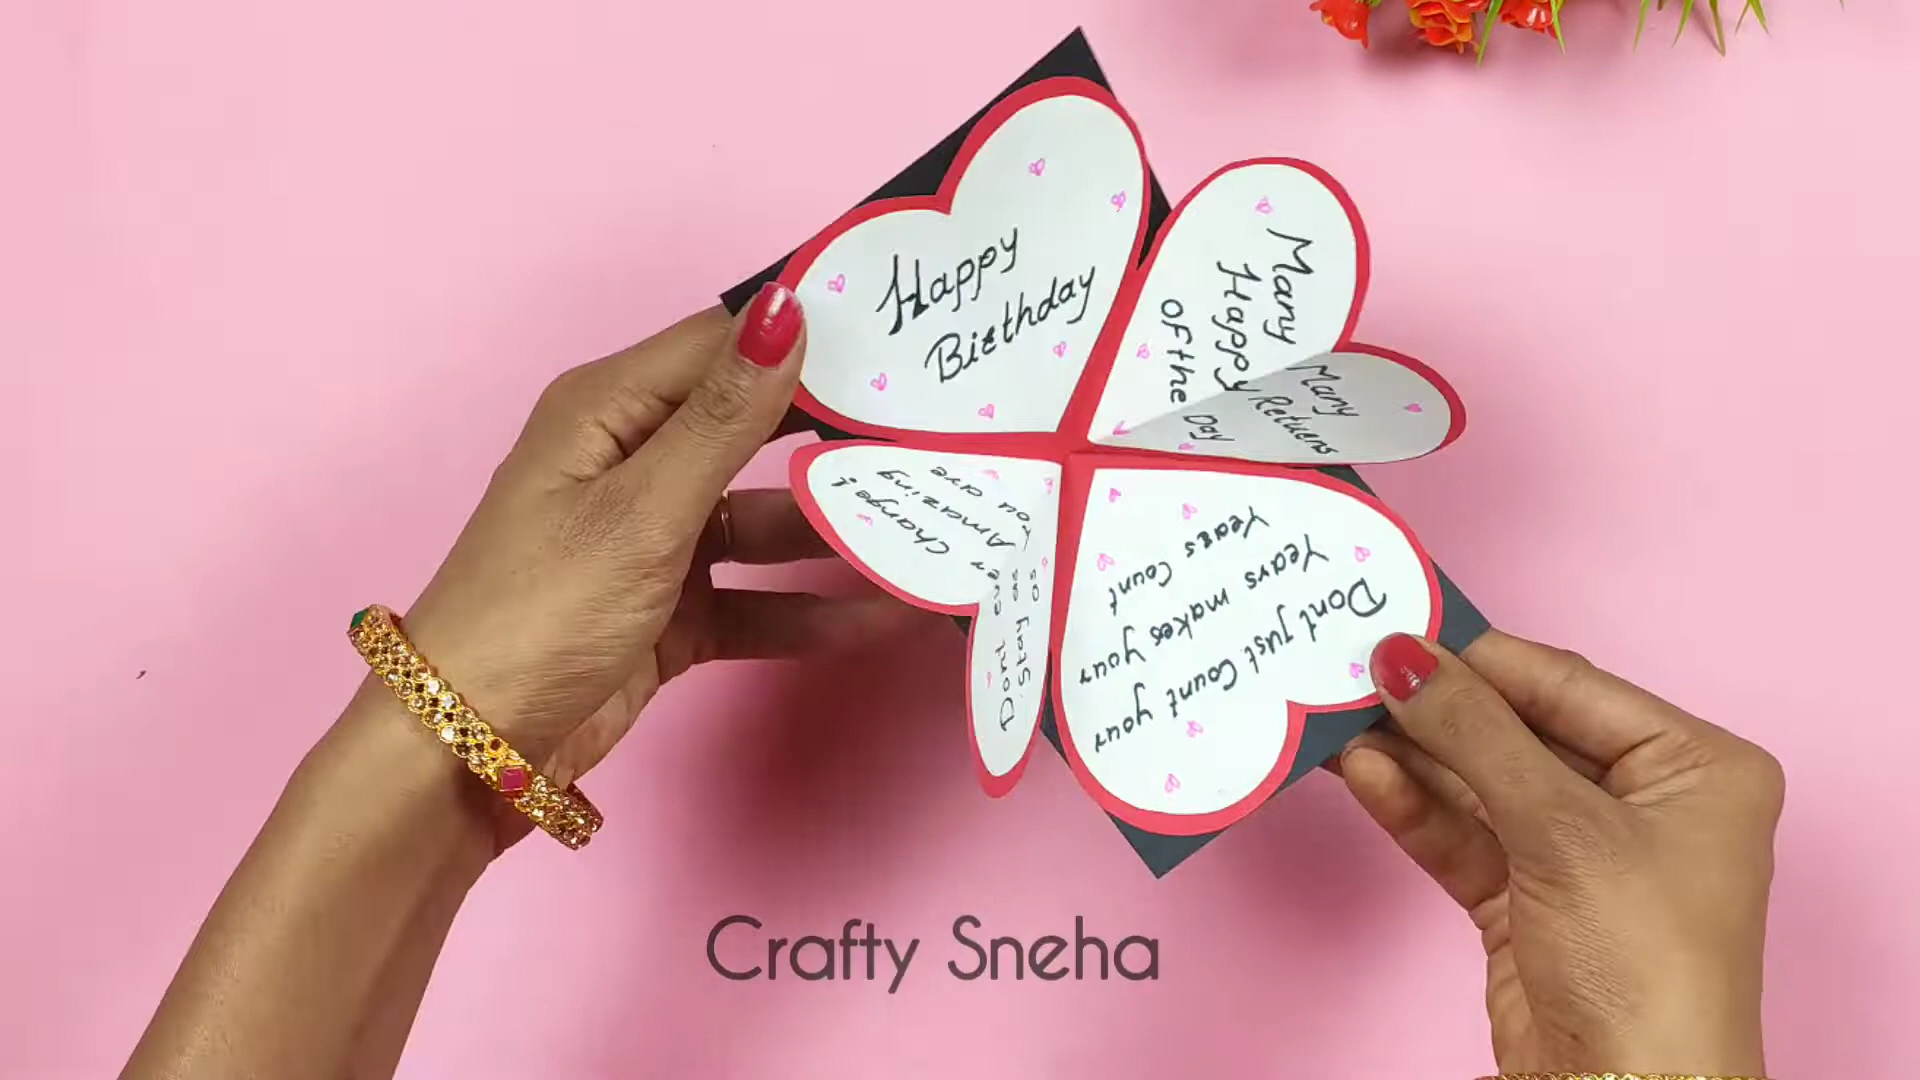 Happy
Birthday
Many Many
Happy Returns
of the Day
Dont just Count your
Years makes your
Years Count
You are
Amazing
Stay as
Dont ever
Change!
Crafty Sneha